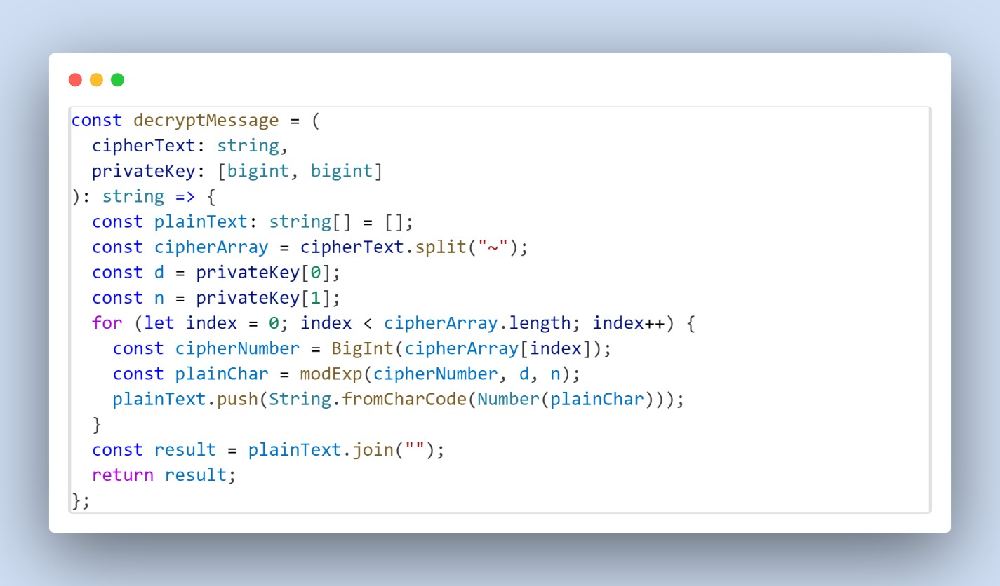 const decryptMessage = (
  cipherText: string,
  privateKey: [bigint, bigint]
): string => {
  const plainText: string[] = [];
  const cipherArray = cipherText.split("~");
  const d = privateKey[0];
  const n = privateKey[1];
  for (let index = 0; index < cipherArray.length; index++) {
    const cipherNumber = BigInt(cipherArray[index]);
    const plainChar = modExp(cipherNumber, d, n);
    plainText.push(String.fromCharCode(Number(plainChar)));
  }
  const result = plainText.join("");
  return result;
};